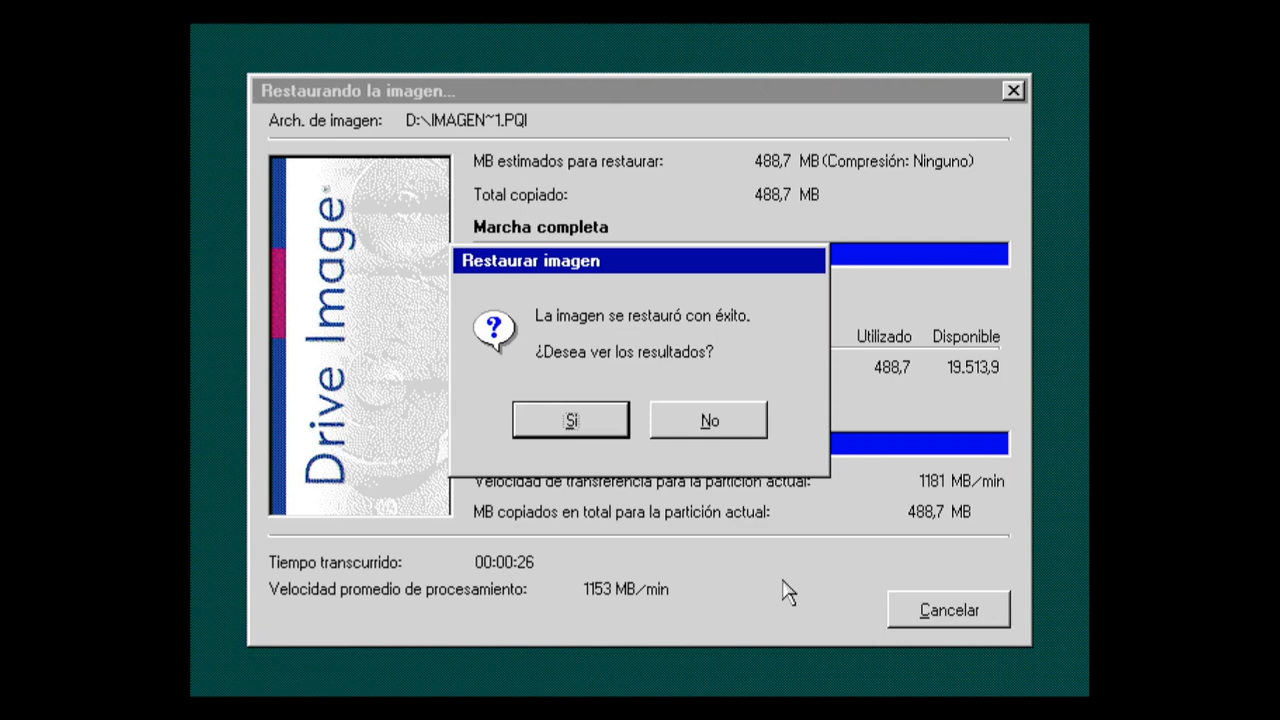 Restaurando la imagen...
Arch. de imagen: D:\IMAGEN~1.PQI
MB estimados para restaurar: 488,7 MB (Compresión: Ninguno)
Total copiado: 488,7 MB
Marcha completa
Drive Image
Restaurar imagen
La imagen se restauró con éxito.
¿Desea ver los resultados?
Si No
Utilizado Disponible
488,7 19.513,9
Velocidad de transferencia para la partición actual: 1181 MB/min
MB copiados en total para la partición actual: 488,7 MB
Tiempo transcurrido: 00:00:26
Velocidad promedio de procesamiento: 1153 MB/min
Cancelar